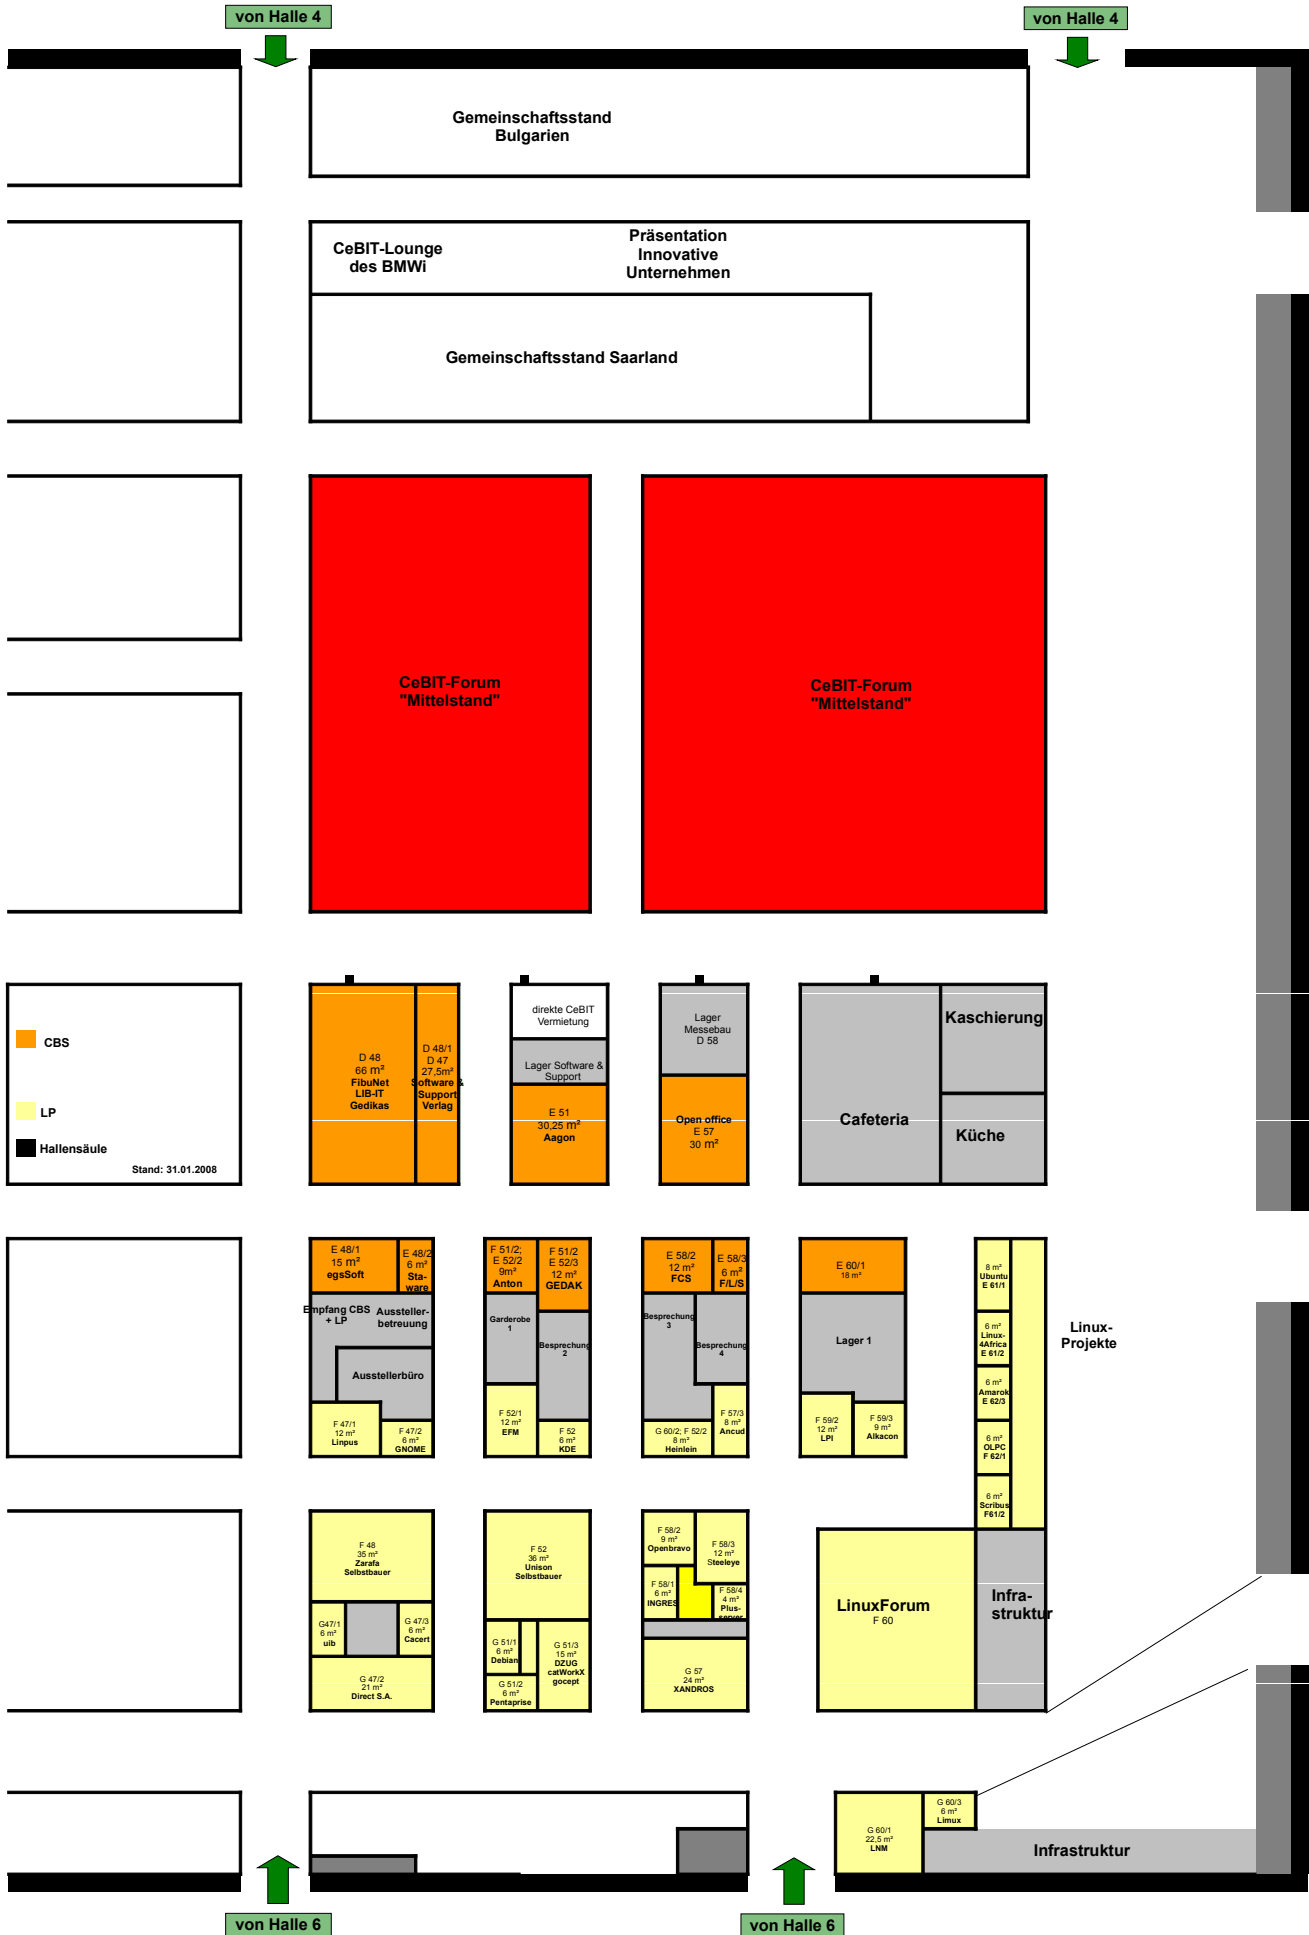 von Halle 4
von Halle 4
Gemeinschaftsstand
Bulgarien
CeBIT-Lounge
des BMWi
Präsentation
Innovative
Unternehmen
Gemeinschaftsstand Saarland
CeBIT-Forum
"Mittelstand"
CeBIT-Forum
"Mittelstand"
CBS
LP
Hallensäule
Stand: 31.01.2008
D 48
66 m²
FibuNet
LIB-IT
Gedikas
D 48/1
D 47
27,5m²
Software &
Support
Verlag
direkte CeBIT
Vermietung
Lager Software &
Support
E 51
30,25 m²
Aagon
Lager
Messebau
D 58
Open office
E 57
30 m²
Cafeteria
Kaschierung
Küche
E 48/1
15 m²
egsSoft
E 48/2
6 m²
Sta-
ware
Empfang CBS
+ LP
Aussteller-
betreuung
Ausstellerbüro
F 47/1
12 m²
Linpus
F 47/2
6 m²
GNOME
F 51/2;
E 52/2
9m²
Anton
F 51/2
E 52/3
12 m²
GEDAK
Garderobe
1
Besprechung
2
F 52/1
12 m²
EFM
F 52
6 m²
KDE
E 58/2
12 m²
FCS
E 58/3
6 m²
F/L/S
Besprechung
3
Besprechung
4
G 60/2; F 52/2
8 m²
Heinlein
F 57/3
8 m²
Ancud
E 60/1
18 m²
Lager 1
F 59/2
12 m²
LPI
F 59/3
9 m²
Alkacon
8 m²
Ubuntu
E 61/1
6 m²
Linux-
4Africa
E 61/2
6 m²
Amarok
E 62/3
6 m²
OLPC
F 62/1
6 m²
Scribus
F61/2
Linux-
Projekte
F 48
35 m²
Zarafa
Selbstbauer
G47/1
6 m²
uib
G 47/3
6 m²
Cacert
G 47/2
21 m²
Direct S.A.
F 52
36 m²
Unison
Selbstbauer
G 51/1
6 m²
Debian
G 51/2
6 m²
Pentaprise
G 51/3
15 m²
DZUG
catWorkX
gocept
F 58/2
9 m²
Openbravo
F 58/3
12 m²
Steeleye
F 58/1
6 m²
INGRES
F 58/4
4 m²
Plus-
server
G 57
24 m²
XANDROS
LinuxForum
F 60
Infra-
struktur
G 60/1
22,5 m²
LNM
G 60/3
6 m²
Limux
Infrastruktur
von Halle 6
von Halle 6